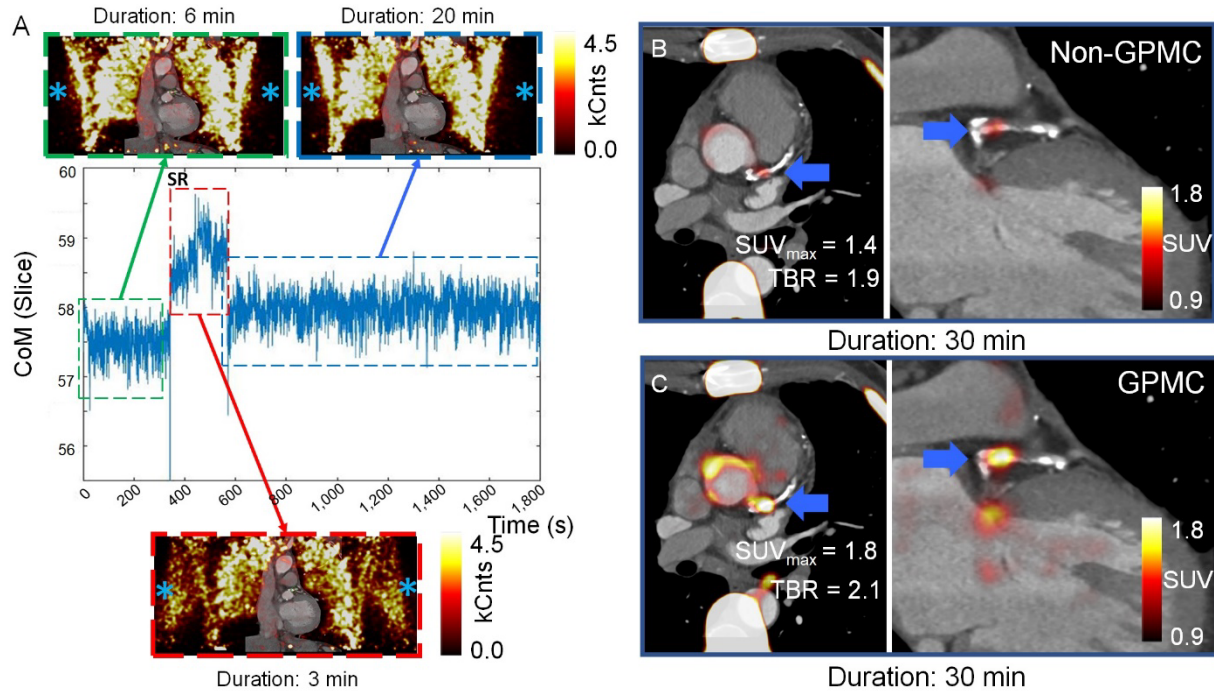 A
Duration: 6 min
Duration: 20 min
*
*
*
*
4.5
kCnts
0.0
60
59
58
57
56
CoM (Slice)
SR
0
200
400
600
800
1,000
1,200
1,400
1,600
1,800
Time (s)
*
*
4.5
kCnts
0.0
Duration: 3 min
B
Non-GPMC
SUVmax = 1.4
TBR = 1.9
1.8
SUV
0.9
Duration: 30 min
C
GPMC
SUVmax = 1.8
TBR = 2.1
1.8
SUV
0.9
Duration: 30 min